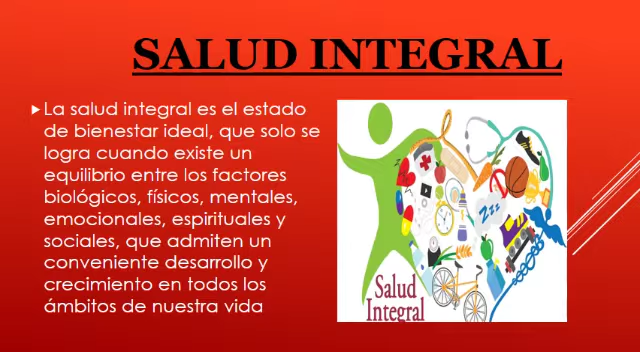 SALUD INTEGRAL
La salud integral es el estado
de bienestar ideal, que solo se
logra cuando existe un
equilibrio entre los factores
biológicos, físicos, mentales,
emocionales, espirituales y
sociales, que admiten un
conveniente desarrollo y
crecimiento en todos los
ámbitos de nuestra vida
zzz
Salud
Integral